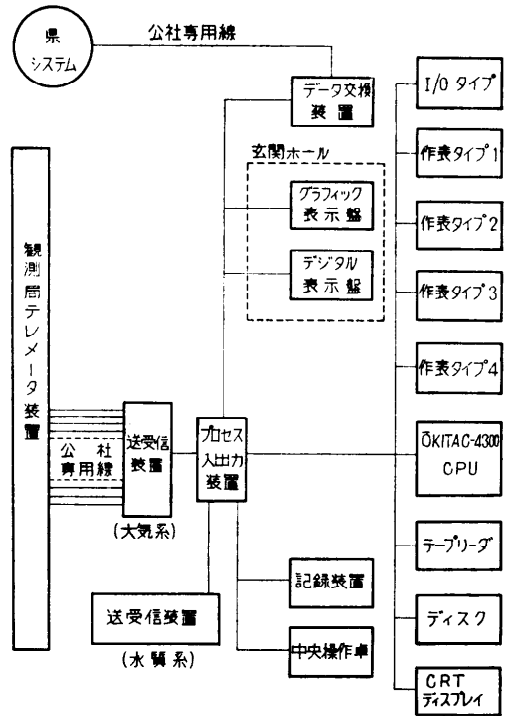 県
システム
公社専用線
データ交換
装置
玄関ホール
グラフィック
表示盤
デジタル
表示盤
観測局テレメータ装置
公社
専用線
送受信
装置
(大気系)
プロセス
入出力
装置
送受信装置
(水質系)
記録装置
中央操作卓
I/Oタイプ
作表タイプ1
作表タイプ2
作表タイプ3
作表タイプ4
OKITAC-4300
CPU
テープリーダ
ディスク
CRT
ディスプレイ